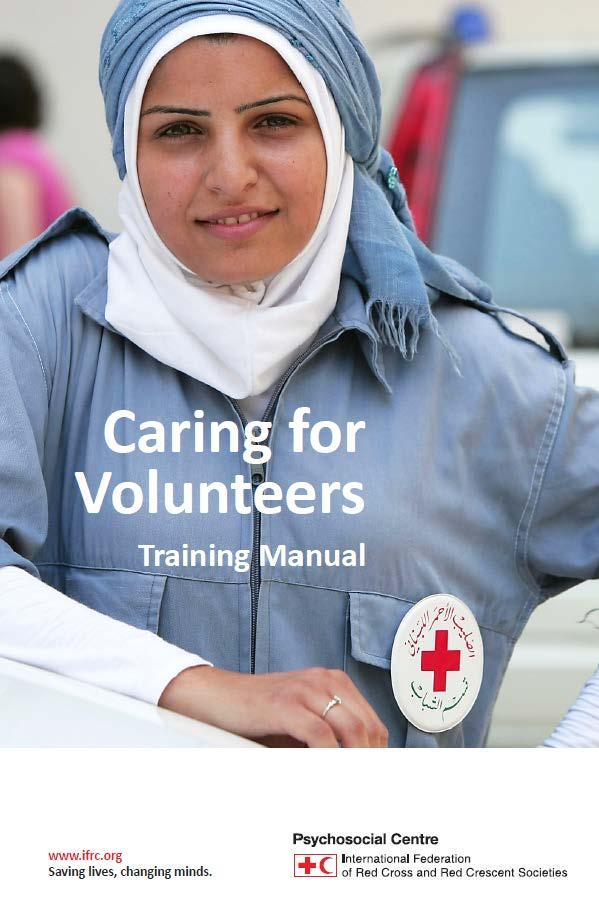 Caring for
Volunteers
Training Manual
الصليب الأحمر اللبناني
قسم الشباب
www.ifrc.org
Saving lives, changing minds.
Psychosocial Centre
International Federation
of Red Cross and Red Crescent Societies